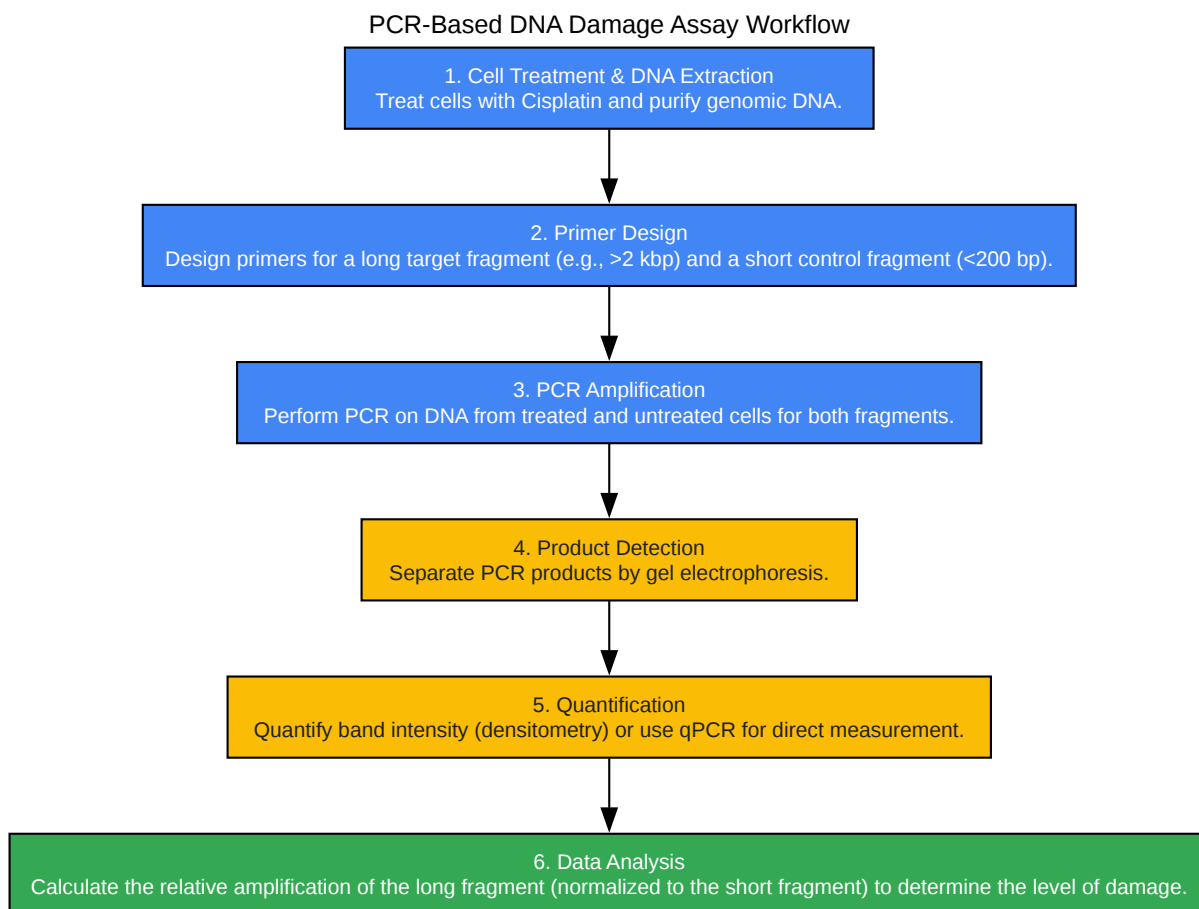 PCR-Based DNA Damage Assay Workflow
1. Cell Treatment & DNA Extraction
Treat cells with Cisplatin and purify genomic DNA.
2. Primer Design
Design primers for a long target fragment (e.g., >2 kbp) and a short control fragment (<200 bp).
3. PCR Amplification
Perform PCR on DNA from treated and untreated cells for both fragments.
4. Product Detection
Separate PCR products by gel electrophoresis.
5. Quantification
Quantify band intensity (densitometry) or use qPCR for direct measurement.
6. Data Analysis
Calculate the relative amplification of the long fragment (normalized to the short fragment) to determine the level of damage.